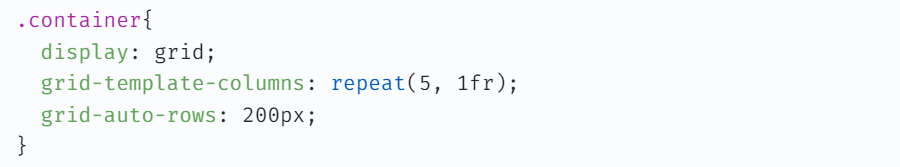 .container{
  display: grid;
  grid-template-columns: repeat(5, 1fr);
  grid-auto-rows: 200px;
}